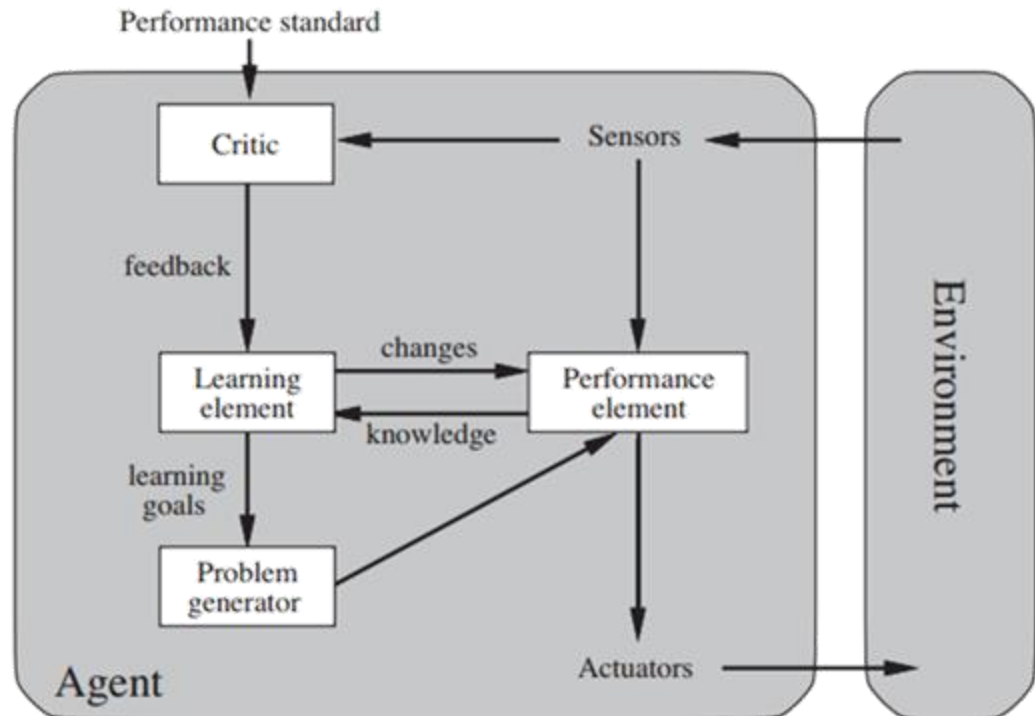 Performance standard
Critic
Sensors
feedback
changes
Learning
element
Performance
element
knowledge
learning
goals
Problem
generator
Actuators
Agent
Environment